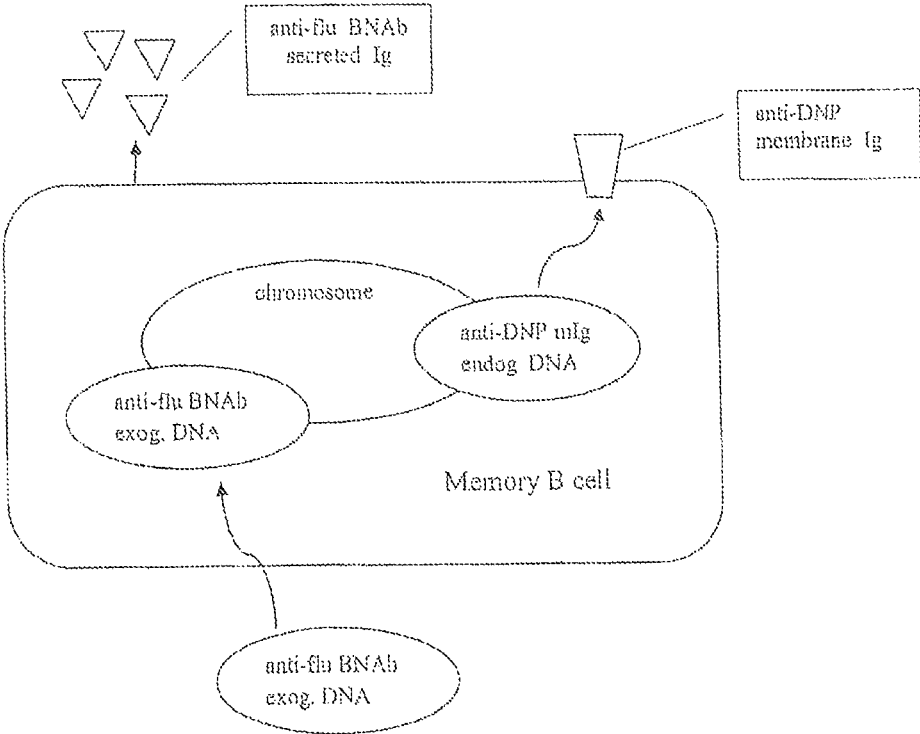 anti-flu BNAb
secreted Ig
anti-DNP
membrane Ig
chromosome
anti-DNP mIg
endog DNA
anti-flu BNAb
exog. DNA
Memory B cell
anti-flu BNAb
exog. DNA